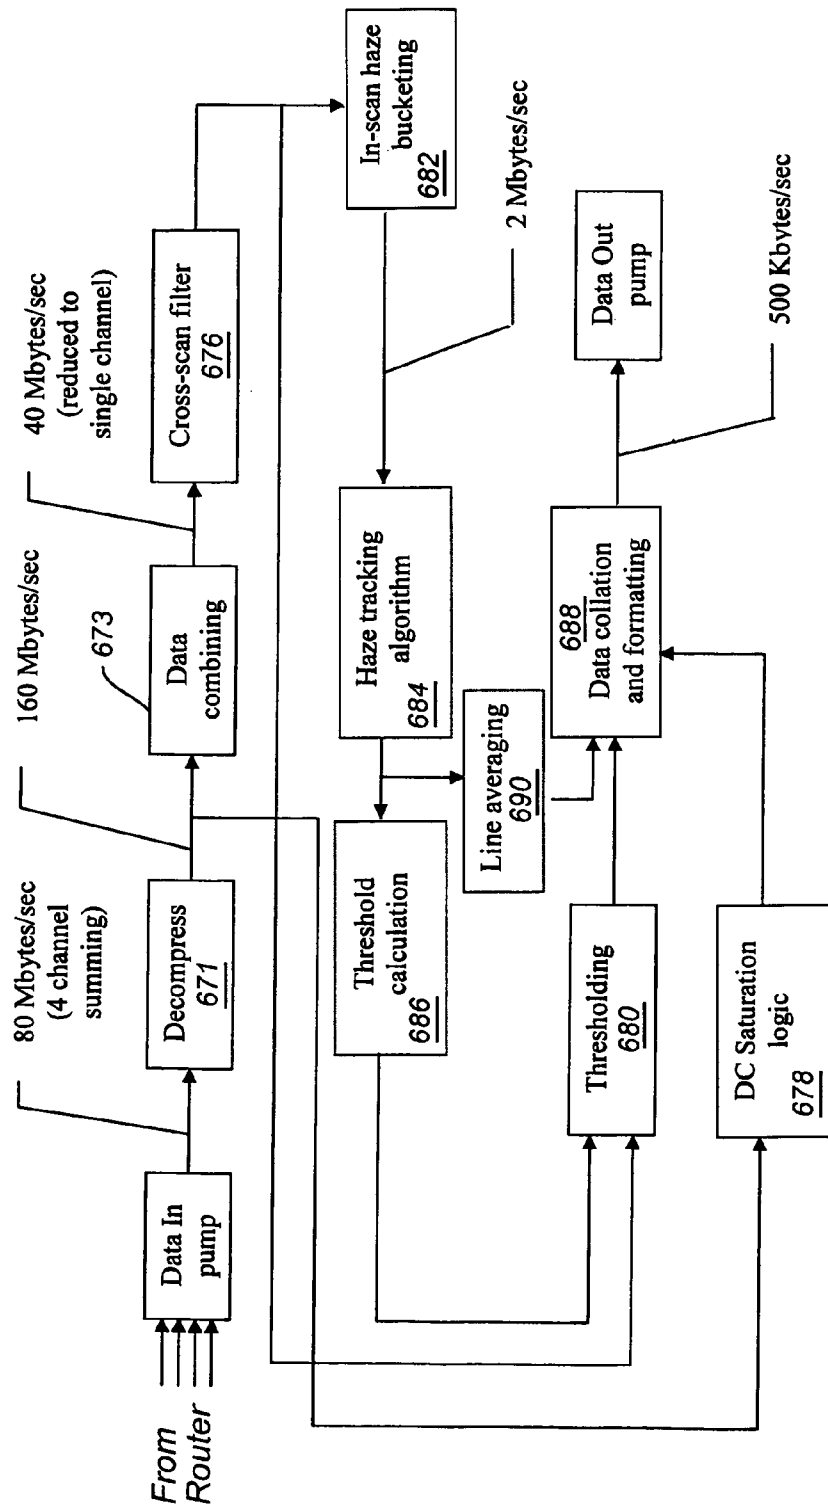 80 Mbytes/sec
(4 channel
summing)
160 Mbytes/sec
40 Mbytes/sec
(reduced to
single channel)
From
Router
Data In
pump
Decompress
671
673
Data
combining
Cross-scan filter
676
In-scan haze
bucketing
682
2 Mbytes/sec
Haze tracking
algorithm
684
Threshold
calculation
686
Line averaging
690
Thresholding
680
688
Data collation
and formatting
Data Out
pump
500 Kbytes/sec
DC Saturation
logic
678